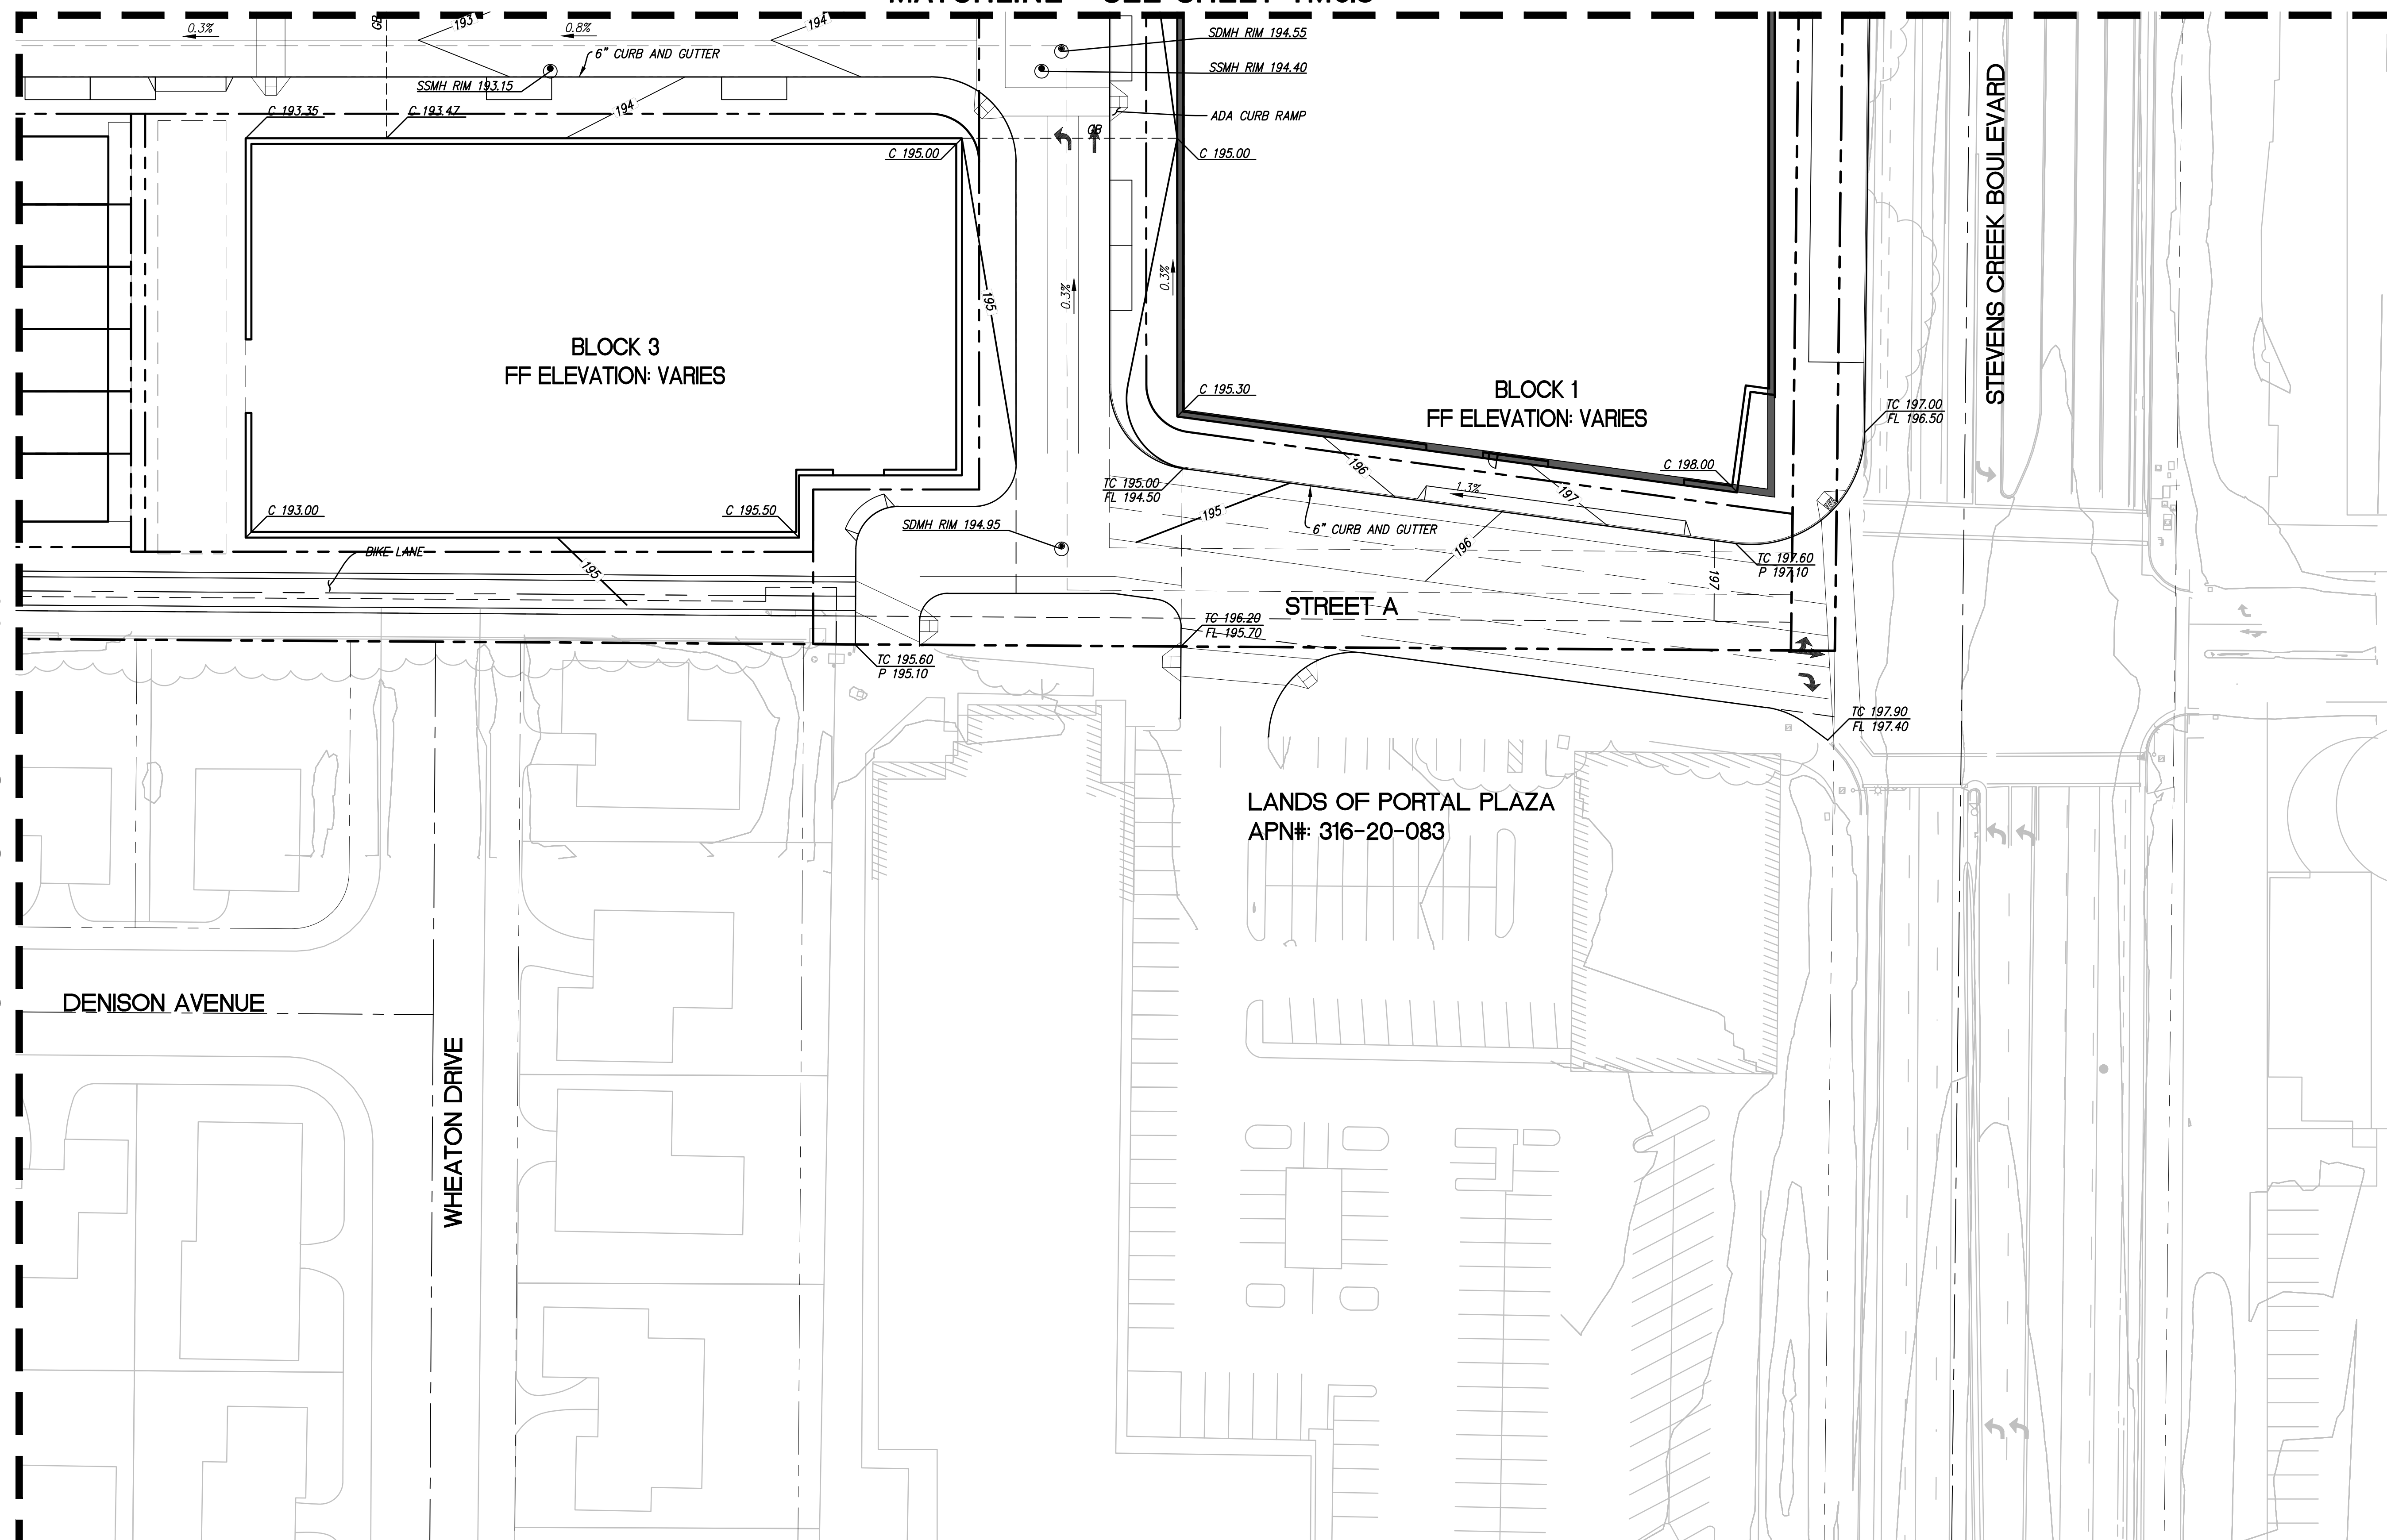 0.3%
GB
193
0.8%
194
6" CURB AND GUTTER
SSMH RIM 193.15
SDMH RIM 194.55
SSMH RIM 194.40
ADA CURB RAMP
C 193.35
C 193.47
194
GB
C 195.00
C 195.00
195
0.3%
0.3%
BLOCK 3
FF ELEVATION: VARIES
C 195.30
BLOCK 1
FF ELEVATION: VARIES
STEVENS CREEK BOULEVARD
TC 197.00
FL 196.50
C 198.00
196
1.3%
197
TC 195.00
FL 194.50
195
6" CURB AND GUTTER
196
197
C 193.00
C 195.50
SDMH RIM 194.95
BIKE LANE
195
TC 197.60
P 197.10
STREET A
TC 196.20
FL 195.70
TC 195.60
P 195.10
TC 197.90
FL 197.40
LANDS OF PORTAL PLAZA
APN#: 316-20-083
DENISON AVENUE
WHEATON DRIVE